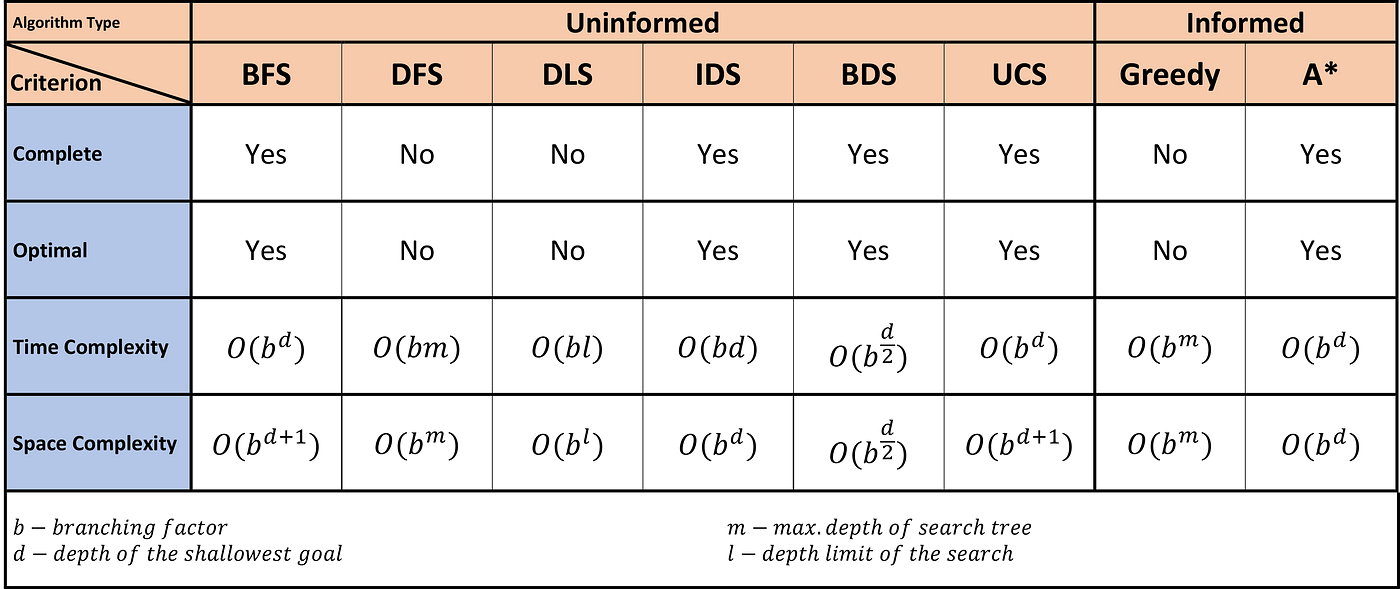 Algorithm Type Uninformed Informed
Criterion BFS DFS DLS IDS BDS UCS Greedy A*
Complete Yes No No Yes Yes Yes No Yes
Optimal Yes No No Yes Yes Yes No Yes
Time Complexity O(b^d) O(bm) O(bl) O(bd) O(b^(d/2)) O(b^d) O(b^m) O(b^d)
Space Complexity O(b^(d+1)) O(b^m) O(b^l) O(b^d) O(b^(d/2)) O(b^(d+1)) O(b^m) O(b^d)
b – branching factor m – max. depth of search tree
d – depth of the shallowest goal l – depth limit of the search